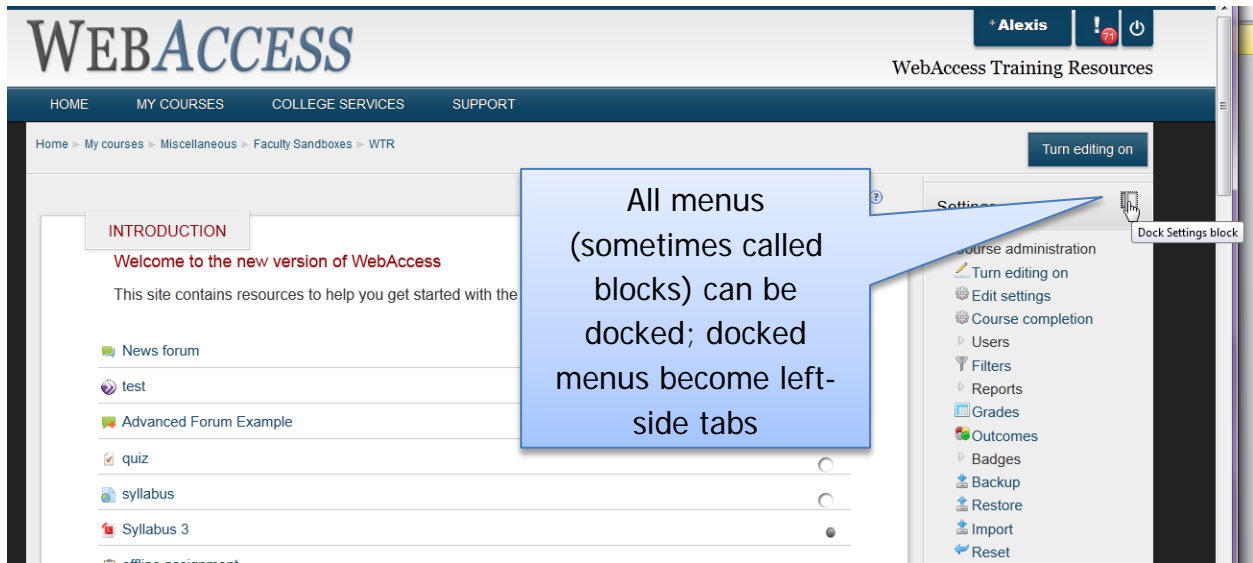 WEBACCESS
+Alexis
! 71
WebAccess Training Resources
HOME MY COURSES COLLEGE SERVICES SUPPORT
Home ► My courses ► Miscellaneous ► Faculty Sandboxes ► WTR
Turn editing on
INTRODUCTION
Welcome to the new version of WebAccess
This site contains resources to help you get started with the
News forum
test
Advanced Forum Example
quiz
syllabus
Syllabus 3
All menus
(sometimes called
blocks) can be
docked; docked
menus become left-
side tabs
Dock Settings block
administration
Turn editing on
Edit settings
Course completion
Users
Filters
Reports
Grades
Outcomes
Badges
Backup
Restore
Import
Reset